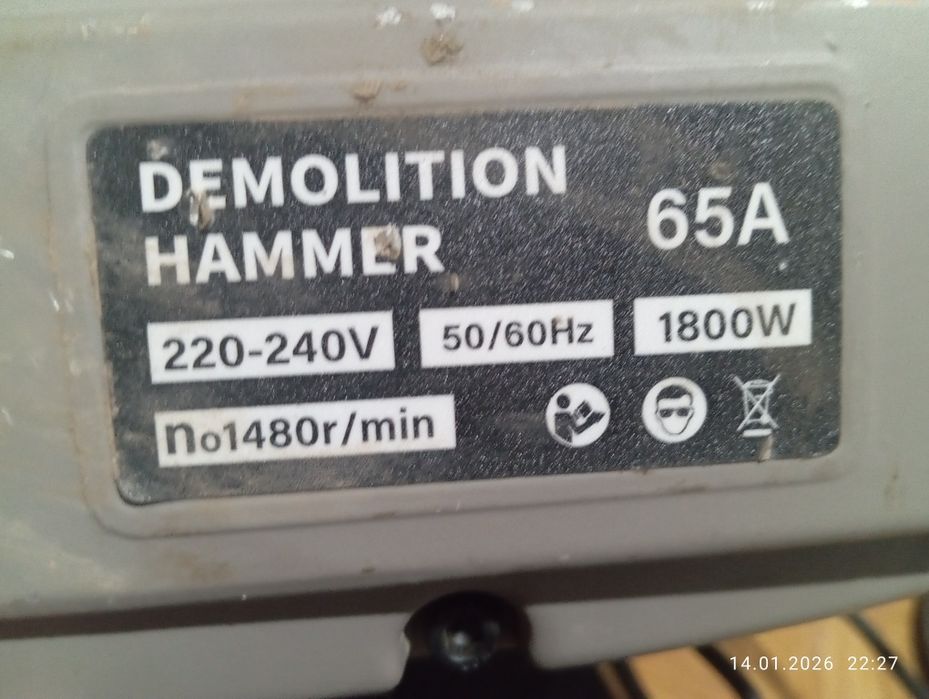 DEMOLITION
HAMMER
65A
220-240V 50/60Hz 1800W
no1480r/min
14.01.2026 22:27